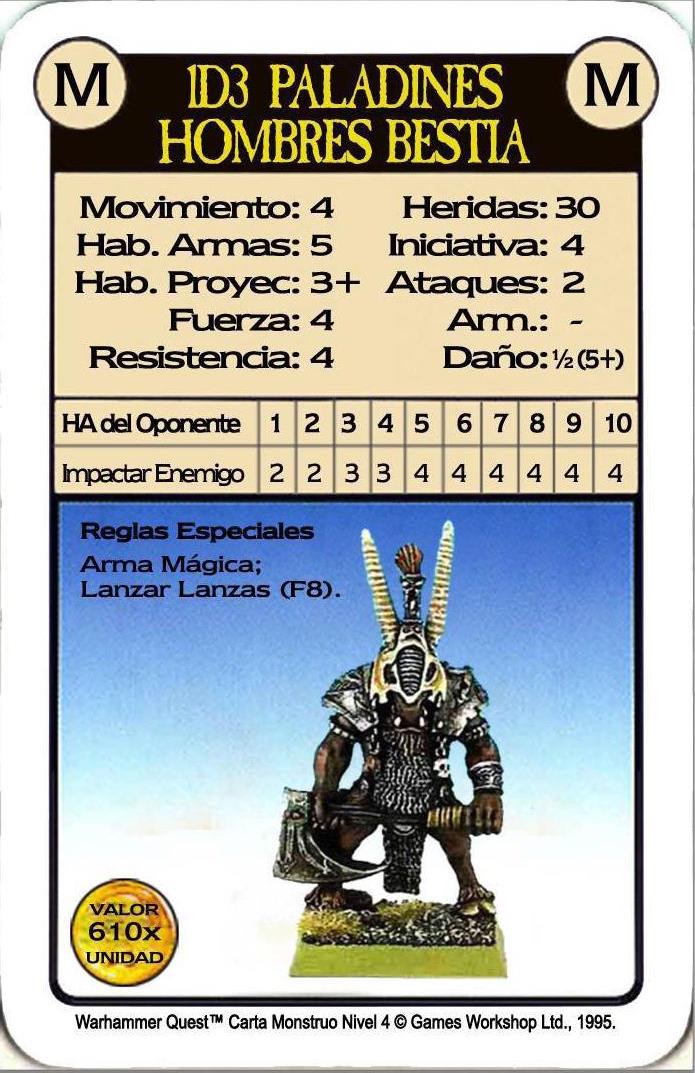 M
1D3 PALADINES
HOMBRES BESTIA
M
Movimiento: 4 Heridas: 30
Hab. Armas: 5 Iniciativa: 4
Hab. Proyec: 3+ Ataques: 2
Fuerza: 4 Arm.: -
Resistencia: 4 Daño: ½ (5+)
HA del Oponente 1 2 3 4 5 6 7 8 9 10
Impactar Enemigo 2 2 3 3 4 4 4 4 4 4
Reglas Especiales
Arma Mágica;
Lanzar Lanzas (F8).
VALOR
610x
UNIDAD
Warhammer Quest™ Carta Monstruo Nivel 4 © Games Workshop Ltd., 1995.